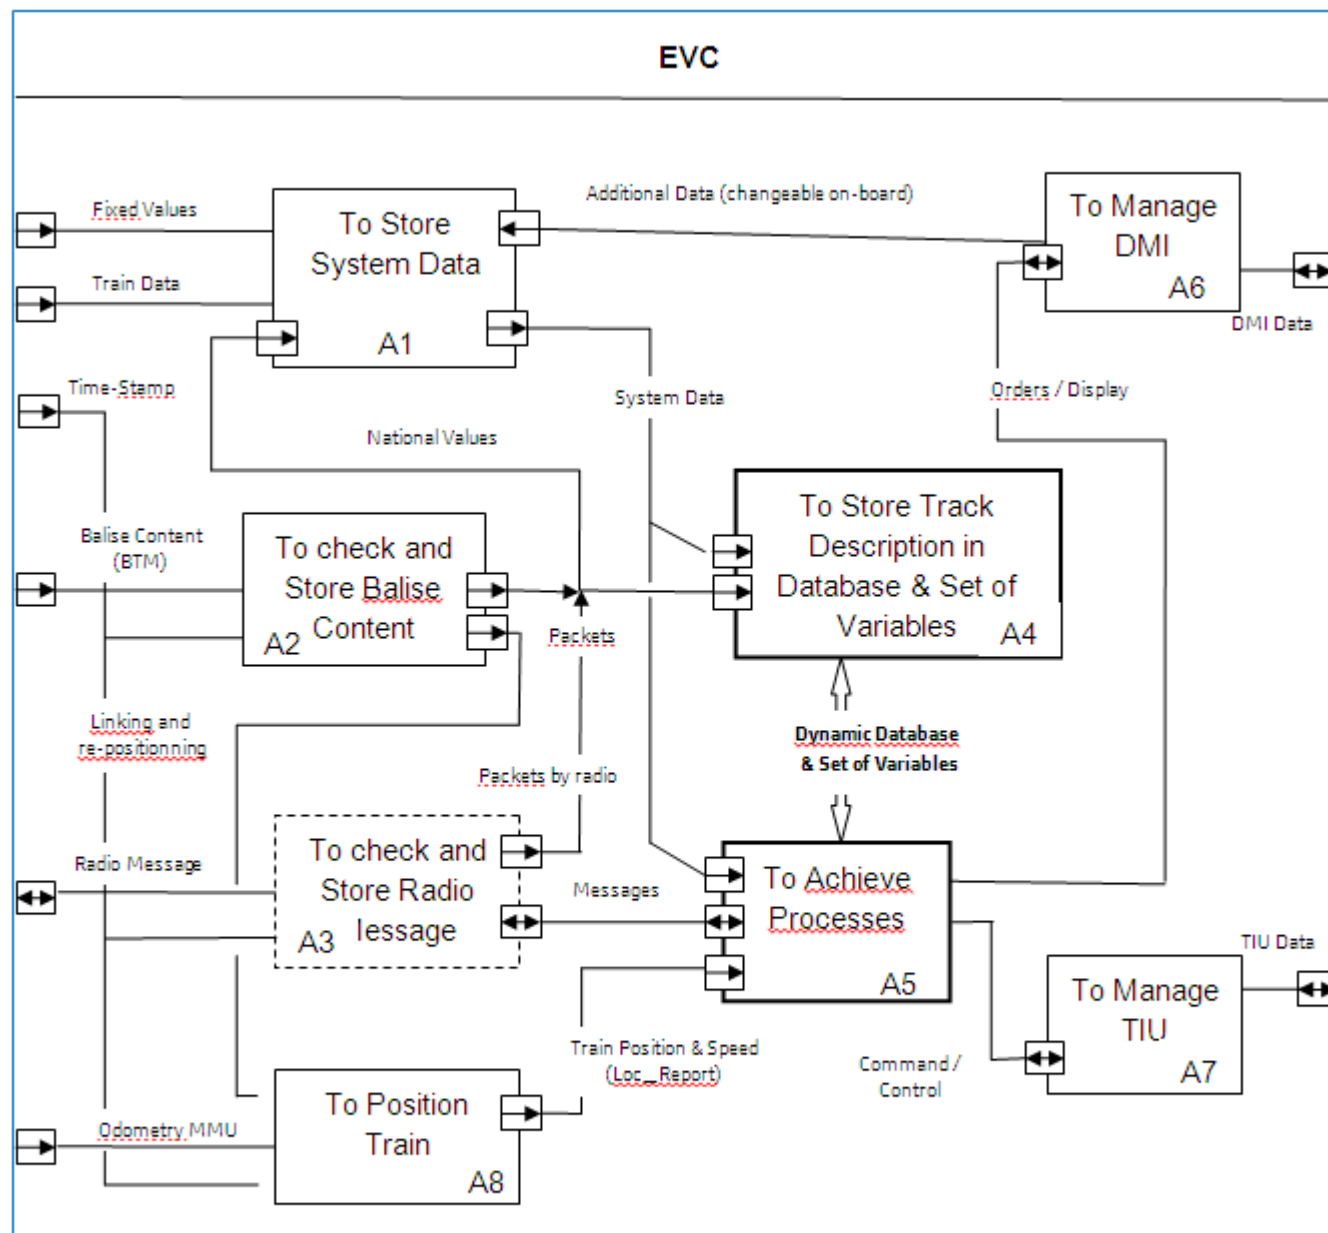 EVC
Fixed Values
To Store
System Data
A1
Additional Data (changeable on-board)
To Manage
DMI
A6
Train Data
DMI Data
Time-Stamp
System Data
Orders / Display
National Values
Balise Content
(BTM)
To check and
Store Balise
Content
A2
To Store Track
Description in
Database & Set of
Variables
A4
Packets
Linking and
re-positionning
Dynamic Database
& Set of Variables
Packets by radio
Radio Message
To check and
Store Radio
lessage
A3
Messages
To Achieve
Processes
A5
TIU Data
To Manage
TIU
A7
Train Position & Speed
(Loc_Report)
Command /
Control
Odometry MMU
To Position
Train
A8